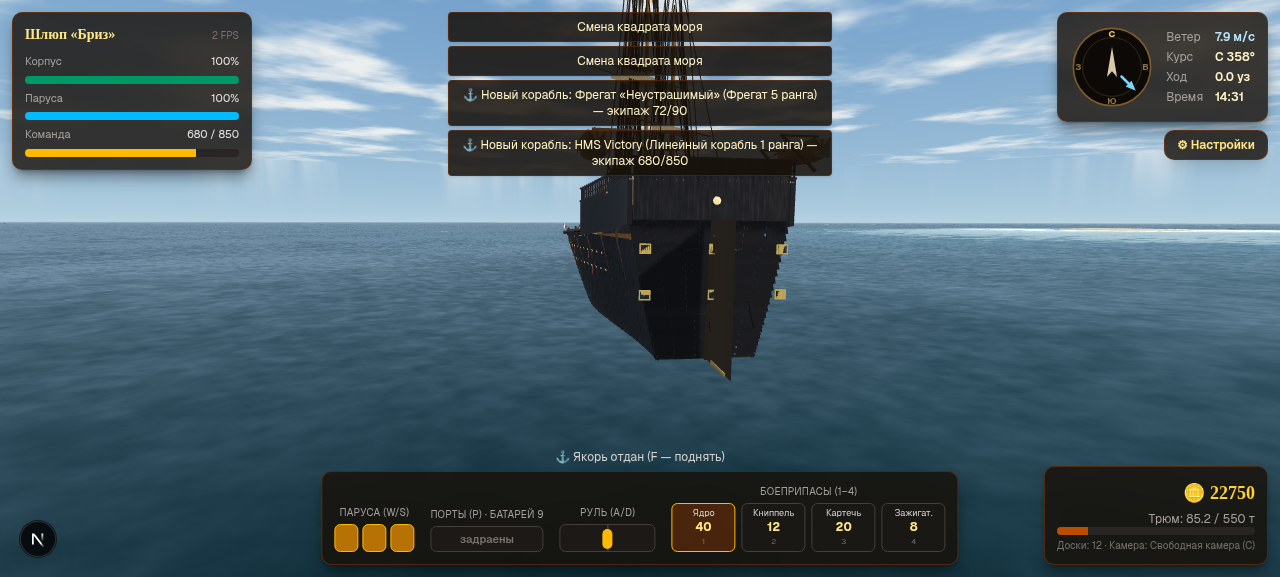 Шлюп «Бриз»
2 FPS
Корпус
100%
Паруса
100%
Команда
680 / 850
Смена квадрата моря
Смена квадрата моря
⚓ Новый корабль: Фрегат «Неустрашимый» (Фрегат 5 ранга)
— экипаж 72/90
⚓ Новый корабль: HMS Victory (Линейный корабль 1 ранга) —
экипаж 680/850
С
З
В
Ю
Ветер 7.9 м/с
Курс С 358°
Ход 0.0 уз
Время 14:31
⚙ Настройки
⚓ Якорь отдан (F — поднять)
ПАРУСА (W/S)
ПОРТЫ (P) · БАТАРЕЙ 9
задраены
РУЛЬ (A/D)
БОЕПРИПАСЫ (1–4)
Ядро
40
1
Книппель
12
2
Картечь
20
3
Зажигат.
8
4
🪙 22750
Трюм: 85.2 / 550 т
Доски: 12 · Камера: Свободная камера (C)
N